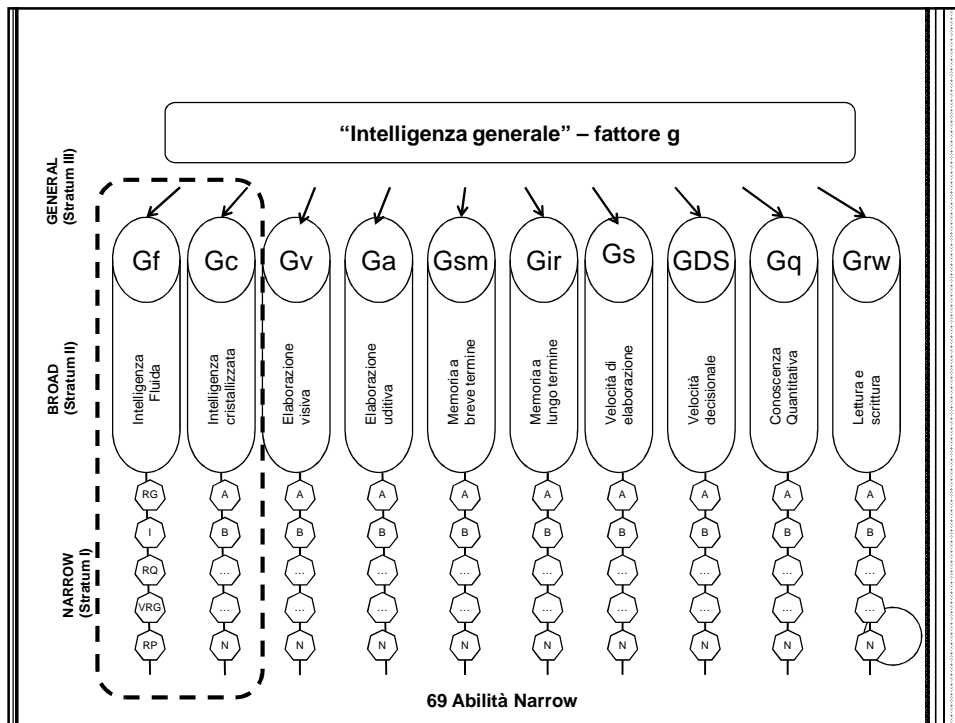 “Intelligenza generale” – fattore g
GENERAL
(Stratum III)
Gf
Gc
Gv
Ga
Gsm
Gir
Gs
GDS
Gq
Grw
BROAD
(Stratum II)
Intelligenza
Fluida
Intelligenza
cristallizzata
Elaborazione
visiva
Elaborazione
uditiva
Memoria a
breve termine
Memoria a
lungo termine
Velocità di
elaborazione
Velocità
decisionale
Conoscenza
Quantitativa
Lettura e
scrittura
NARROW
(Stratum I)
RG A A A A A A A A A
I B B B B B B B B B
RQ ... ... ... ... ... ... ... ... ...
VRG ... ... ... ... ... ... ... ... ...
RP N N N N N N N N N
69 Abilità Narrow